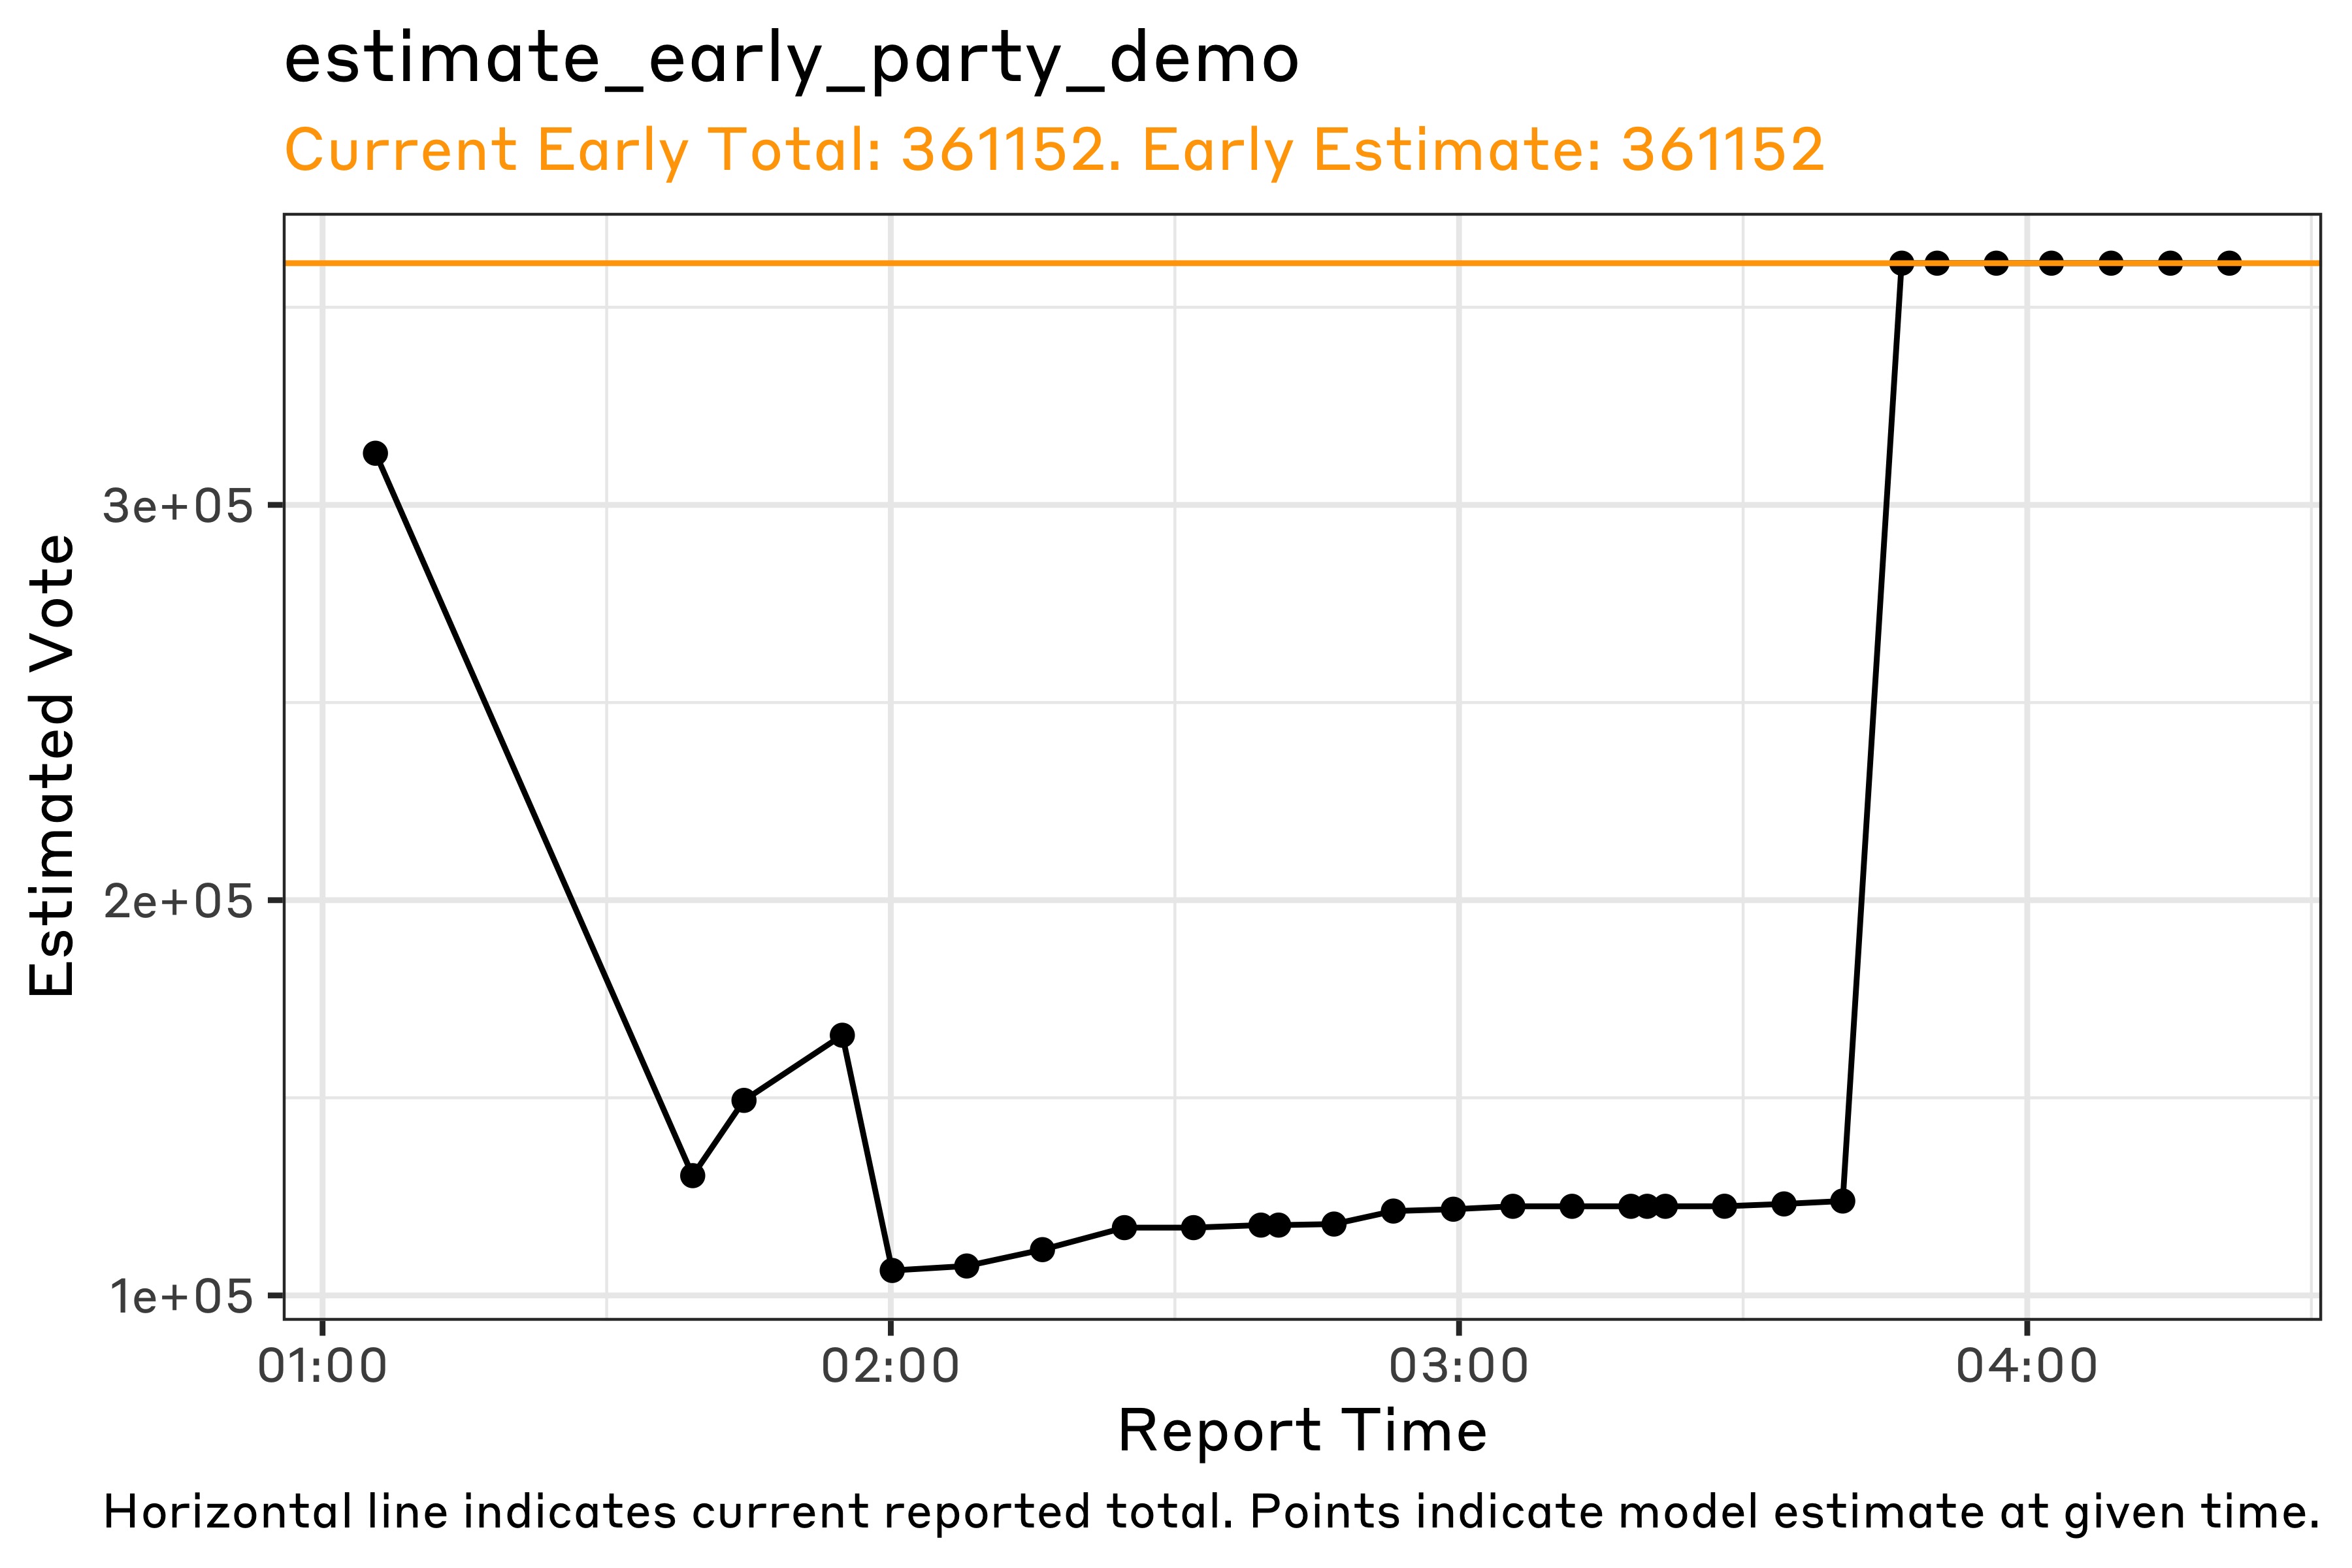 estimate_early_party_demo
Current Early Total: 361152. Early Estimate: 361152
Estimated Vote
3e+05
2e+05
1e+05
01:00 02:00 03:00 04:00
Report Time
Horizontal line indicates current reported total. Points indicate model estimate at given time.